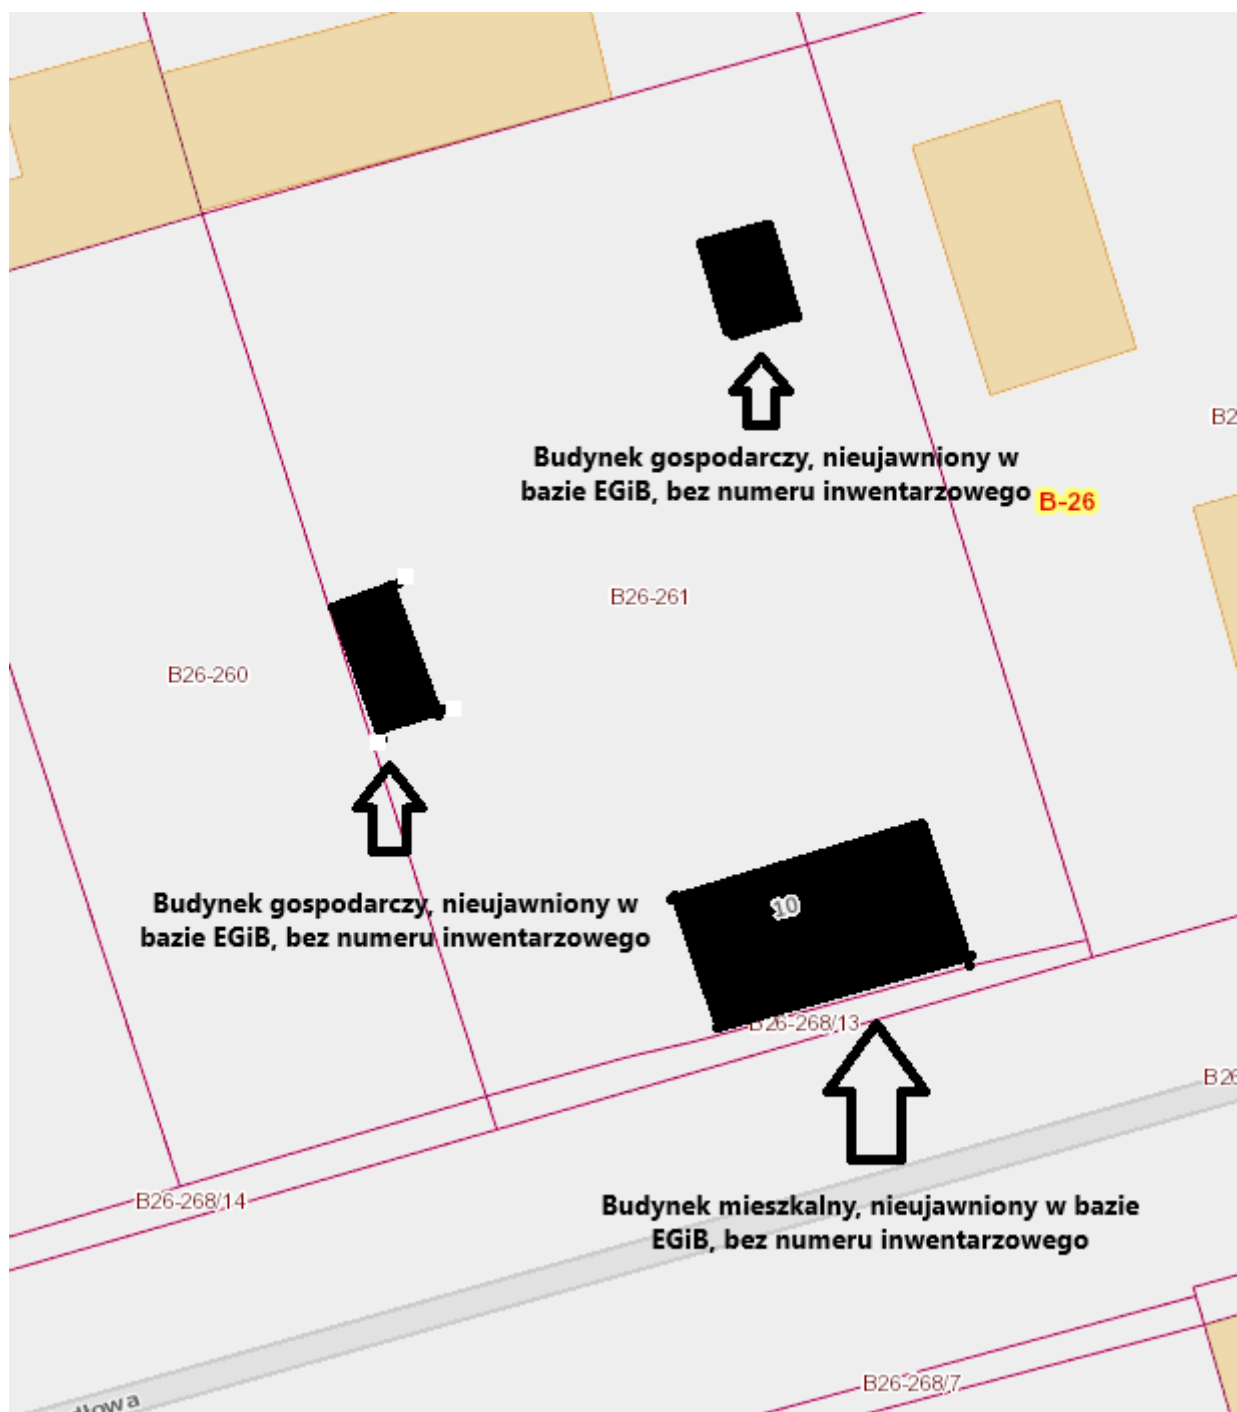 B2
Budynek gospodarczy, nieujawniony w
bazie EGiB, bez numeru inwentarzowego
B-26
B26-261
B26-260
Budynek gospodarczy, nieujawniony w
bazie EGiB, bez numeru inwentarzowego
10
B26-268/13
B26
B26-268/14
Budynek mieszkalny, nieujawniony w bazie
EGiB, bez numeru inwentarzowego
B26-268/7